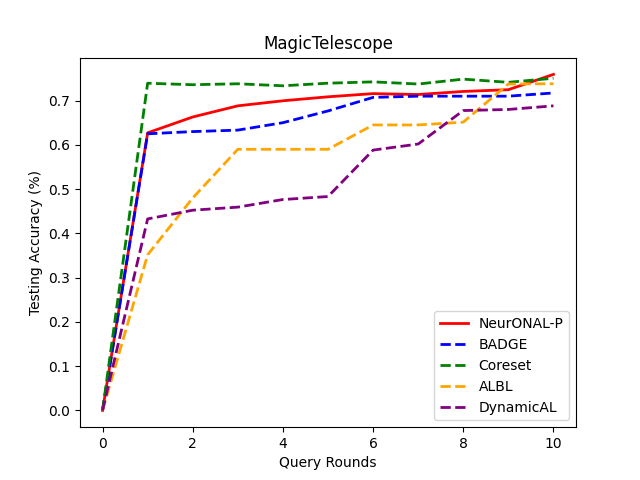 MagicTelescope
Testing Accuracy (%)
0.7
0.6
0.5
0.4
0.3
0.2
0.1
0.0
NeurONAL-P
BADGE
Coreset
ALBL
DynamicAL
0 2 4 6 8 10
Query Rounds